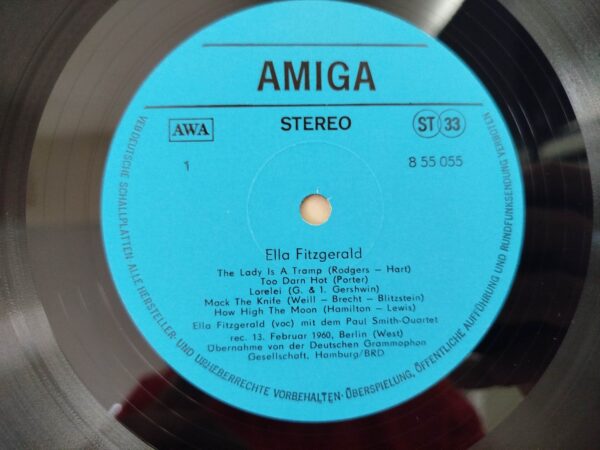 AMIGA
AWA
STEREO
ST 33
1
8 55 055
Ella Fitzgerald
The Lady Is A Tramp (Rodgers – Hart)
Too Darn Hot (Porter)
Lorelei (G. & I. Gershwin)
Mack The Knife (Weill – Brecht – Blitzstein)
How High The Moon (Hamilton – Lewis)
Ella Fitzgerald (voc) mit dem Paul Smith-Quartet
rec. 13. Februar 1960, Berlin (West)
Übernahme von der Deutschen Grammophon
Gesellschaft, Hamburg/BRD
VEB DEUTSCHE SCHALLPLATTEN ALLE HERSTELLER- UND URHEBERRECHTE VORBEHALTEN · ÜBERSPIELUNG, ÖFFENTLICHE AUFFÜHRUNG UND RUNDFUNKSENDUNG VERBOTEN